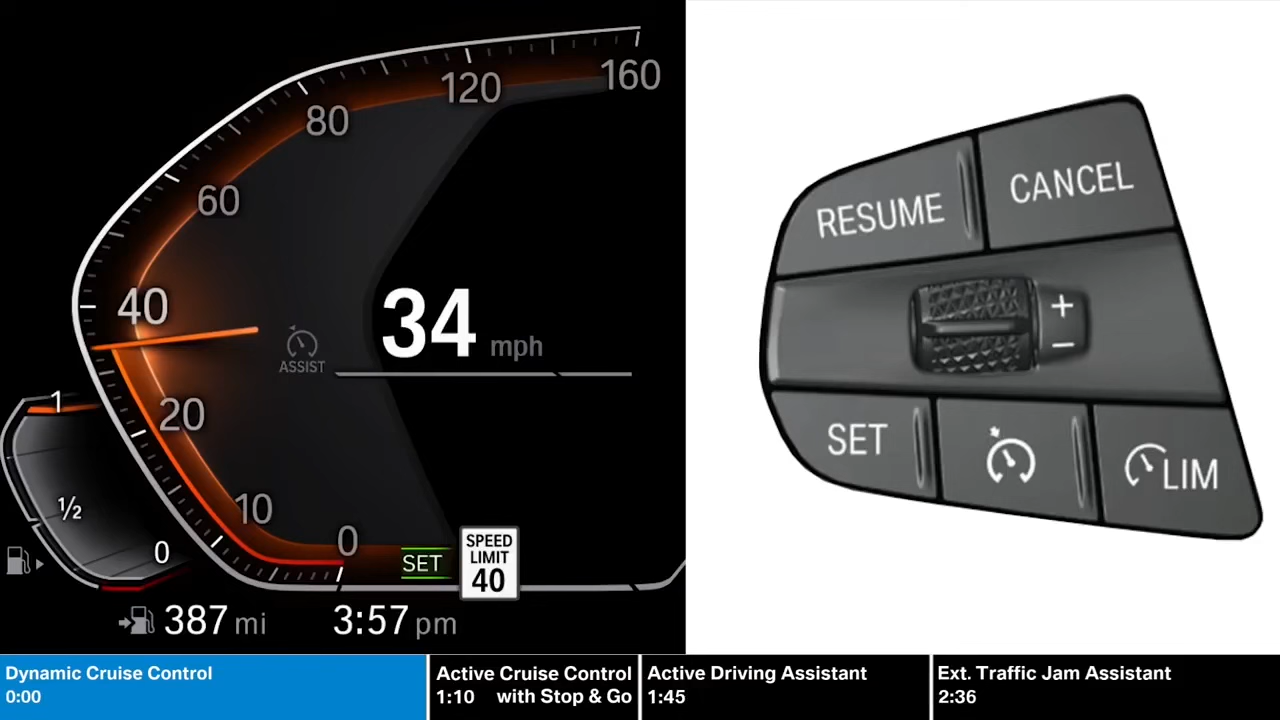 160
120
80
60
40
20
10
0
34 mph
ASSIST
1
½
0
SET
SPEED
LIMIT
40
387 mi
3:57 pm
RESUME
CANCEL
+
−
SET
LIM
Dynamic Cruise Control
0:00
Active Cruise Control
1:10 with Stop & Go
Active Driving Assistant
1:45
Ext. Traffic Jam Assistant
2:36